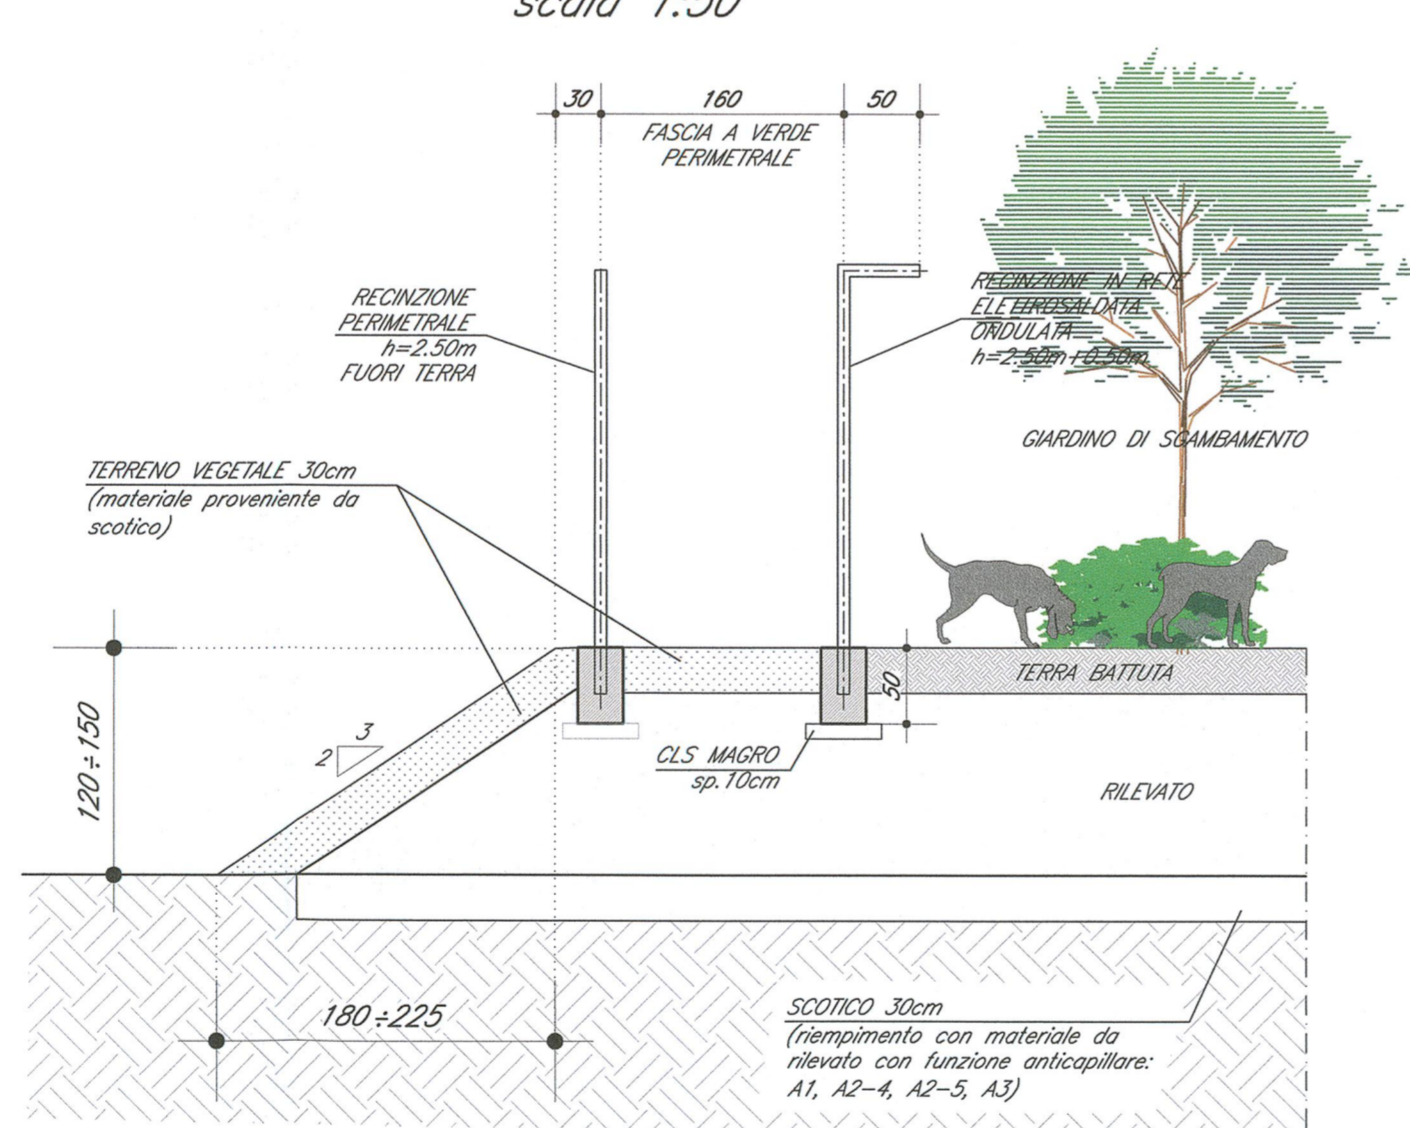 scala 1:50
30
160
50
FASCIA A VERDE
PERIMETRALE
RECINZIONE
PERIMETRALE
h=2.50m
FUORI TERRA
RECINZIONE IN RETE
ELETTROSALDATA
ONDULATA
h=2.50m+0.50m
GIARDINO DI SGAMBAMENTO
TERRENO VEGETALE 30cm
(materiale proveniente da
scotico)
TERRA BATTUTA
50
3
2
120÷150
CLS MAGRO
sp.10cm
RILEVATO
180÷225
SCOTICO 30cm
(riempimento con materiale da
rilevato con funzione anticapillare:
A1, A2-4, A2-5, A3)